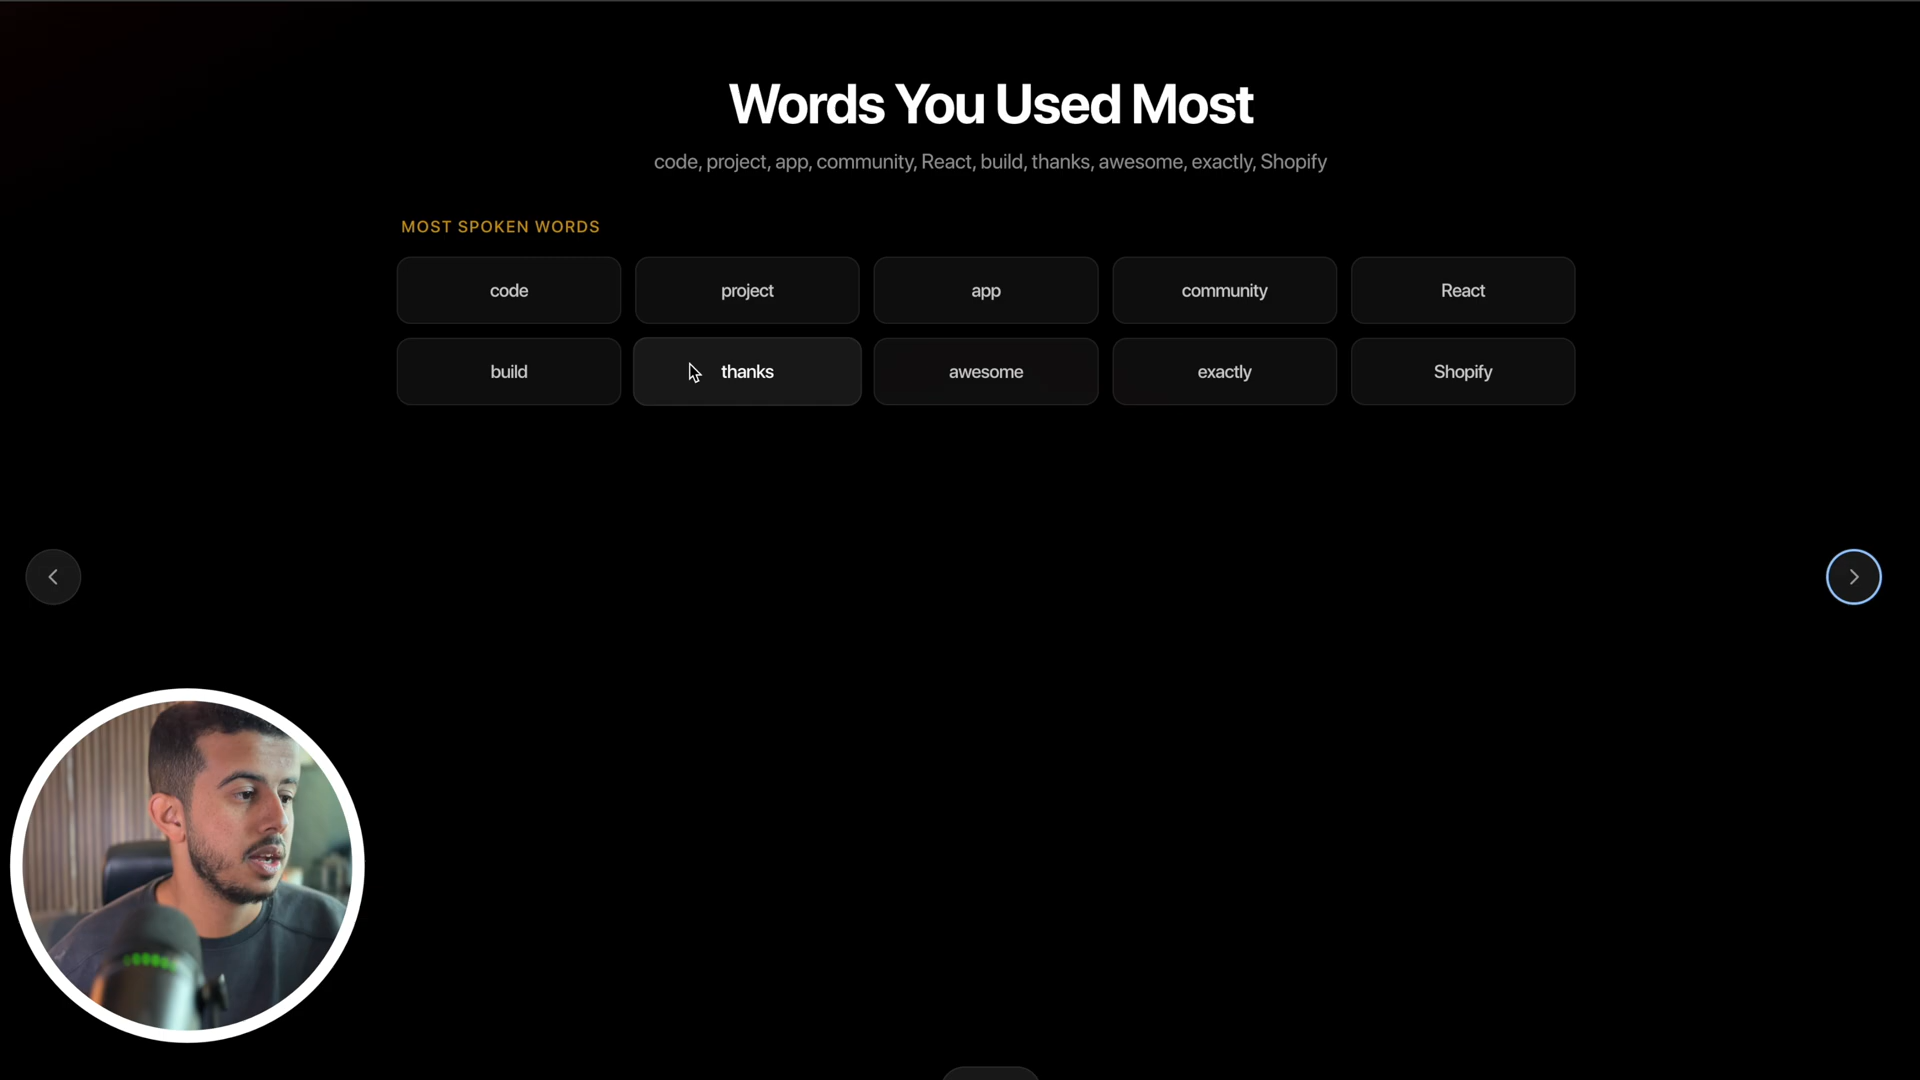 Words You Used Most
code, project, app, community, React, build, thanks, awesome, exactly, Shopify
MOST SPOKEN WORDS
code project app community React
build thanks awesome exactly Shopify